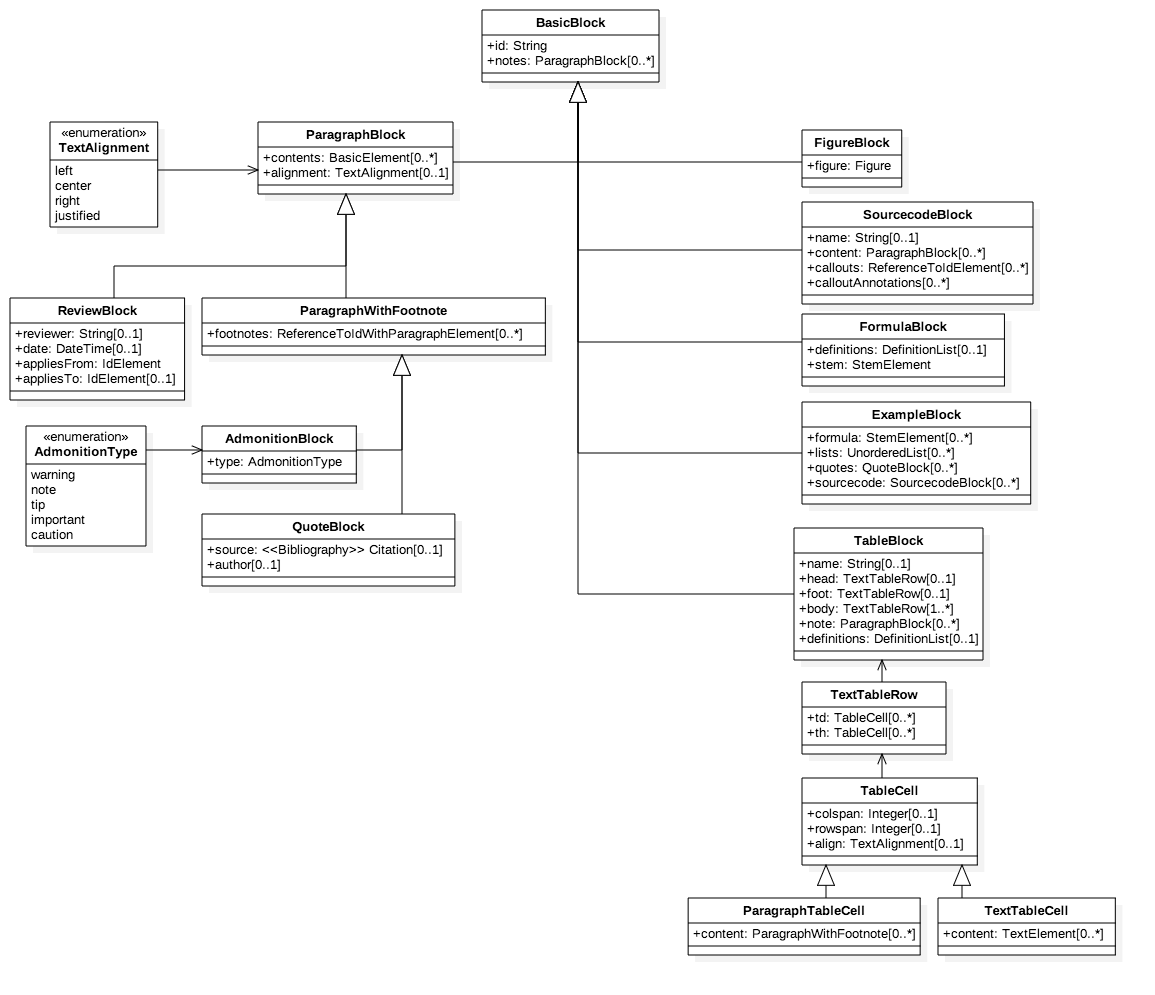 BasicBlock
+id: String
+notes: ParagraphBlock[0..*]
«enumeration»
TextAlignment
left
center
right
justified
ParagraphBlock
+contents: BasicElement[0..*]
+alignment: TextAlignment[0..1]
FigureBlock
+figure: Figure
SourcecodeBlock
+name: String[0..1]
+content: ParagraphBlock[0..*]
+callouts: ReferenceToIdElement[0..*]
+calloutAnnotations[0..*]
ReviewBlock
+reviewer: String[0..1]
+date: DateTime[0..1]
+appliesFrom: IdElement
+appliesTo: IdElement[0..1]
ParagraphWithFootnote
+footnotes: ReferenceToIdWithParagraphElement[0..*]
FormulaBlock
+definitions: DefinitionList[0..1]
+stem: StemElement
«enumeration»
AdmonitionType
warning
note
tip
important
caution
AdmonitionBlock
+type: AdmonitionType
ExampleBlock
+formula: StemElement[0..*]
+lists: UnorderedList[0..*]
+quotes: QuoteBlock[0..*]
+sourcecode: SourcecodeBlock[0..*]
QuoteBlock
+source: <<Bibliography>> Citation[0..1]
+author[0..1]
TableBlock
+name: String[0..1]
+head: TextTableRow[0..1]
+foot: TextTableRow[0..1]
+body: TextTableRow[1..*]
+note: ParagraphBlock[0..*]
+definitions: DefinitionList[0..1]
TextTableRow
+td: TableCell[0..*]
+th: TableCell[0..*]
TableCell
+colspan: Integer[0..1]
+rowspan: Integer[0..1]
+align: TextAlignment[0..1]
ParagraphTableCell
+content: ParagraphWithFootnote[0..*]
TextTableCell
+content: TextElement[0..*]